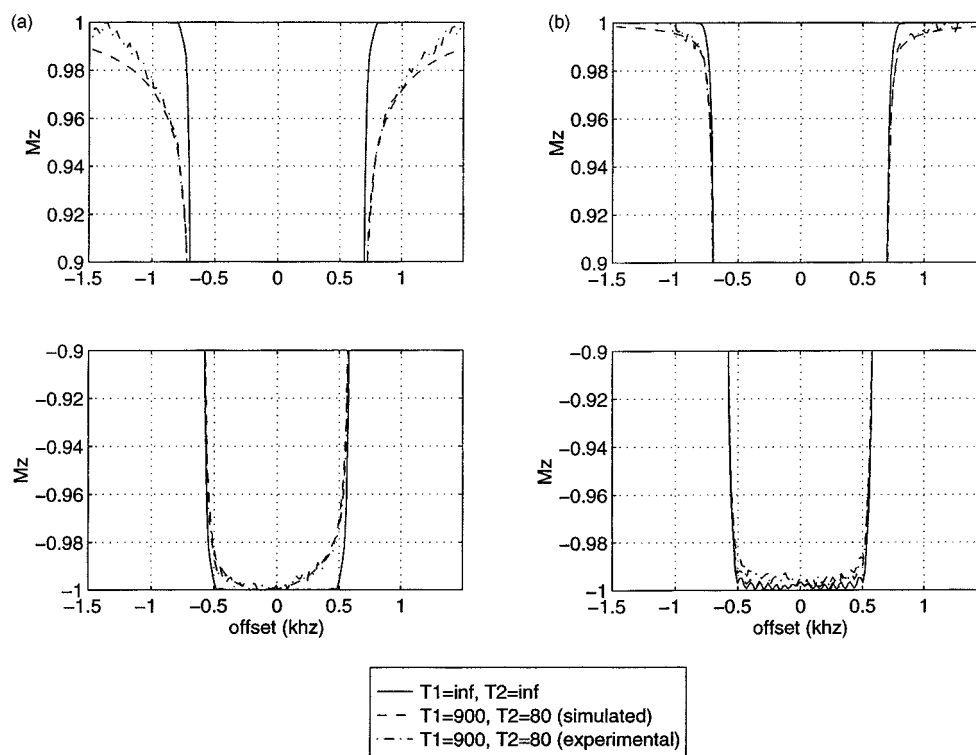 (a)
1
0.98
0.96
0.94
0.92
0.9
Mz
−1.5 −1 −0.5 0 0.5 1
(b)
1
0.98
0.96
0.94
0.92
0.9
Mz
−1.5 −1 −0.5 0 0.5 1
−0.9
−0.92
−0.94
−0.96
−0.98
−1
Mz
−1.5 −1 −0.5 0 0.5 1
offset (khz)
−0.9
−0.92
−0.94
−0.96
−0.98
−1
Mz
−1.5 −1 −0.5 0 0.5 1
offset (khz)
T1=inf, T2=inf
T1=900, T2=80 (simulated)
T1=900, T2=80 (experimental)